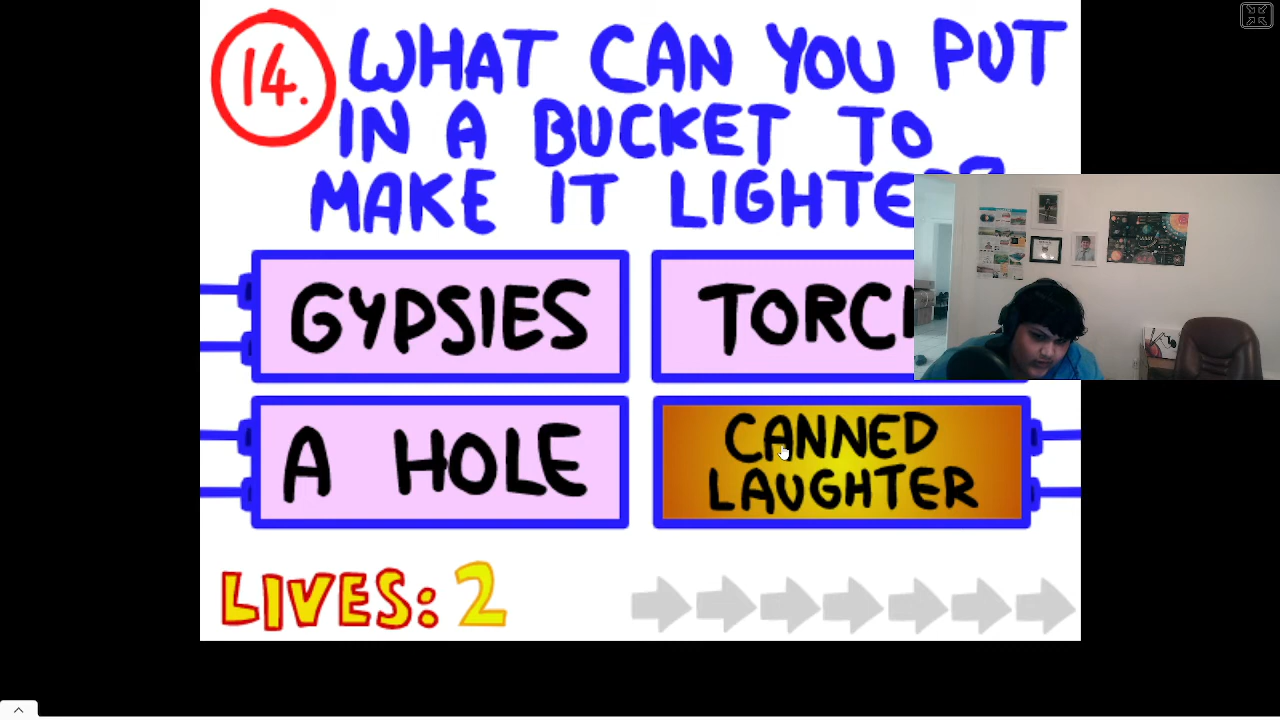 14. WHAT CAN YOU PUT
IN A BUCKET TO
MAKE IT
GYPSIES
A HOLE
CANNED
LAUGHTER
LIVES: 2